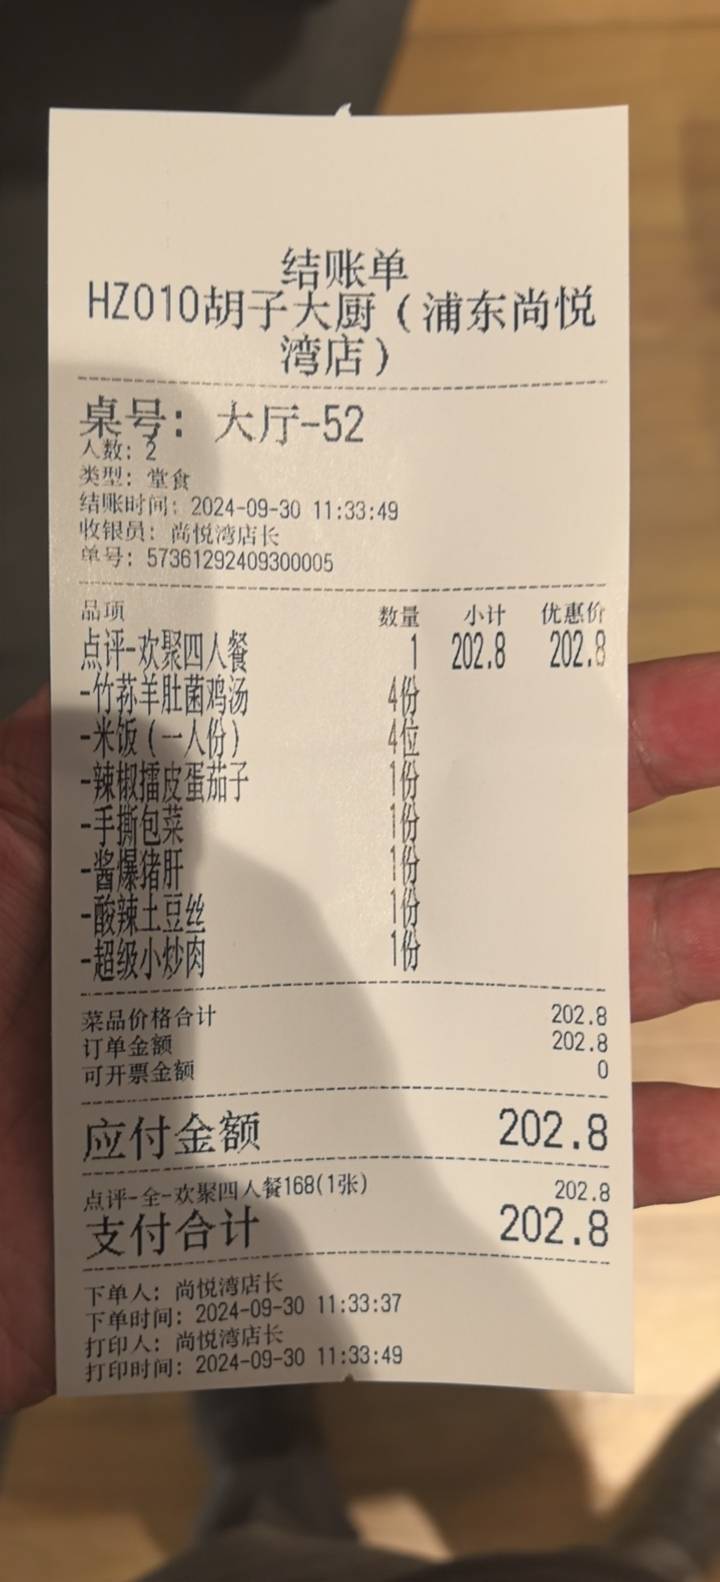 结账单
HZ010胡子大厨（浦东尚悦
湾店）
桌号：大厅-52
人数：2
类型：堂食
结账时间：2024-09-30 11:33:49
收银员：尚悦湾店长
单号：57361292409300005
品项 数量 小计 优惠价
点评-欢聚四人餐 1 202.8 202.8
-竹荪羊肚菌鸡汤 4份
-米饭（一人份） 4位
-辣椒擂皮蛋茄子 1份
-手撕包菜 1份
-酱爆猪肝 1份
-酸辣土豆丝 1份
-超级小炒肉 1份
菜品价格合计 202.8
订单金额 202.8
可开票金额 0
应付金额 202.8
点评-全-欢聚四人餐168(1张) 202.8
支付合计 202.8
下单人：尚悦湾店长
下单时间：2024-09-30 11:33:37
打印人：尚悦湾店长
打印时间：2024-09-30 11:33:49